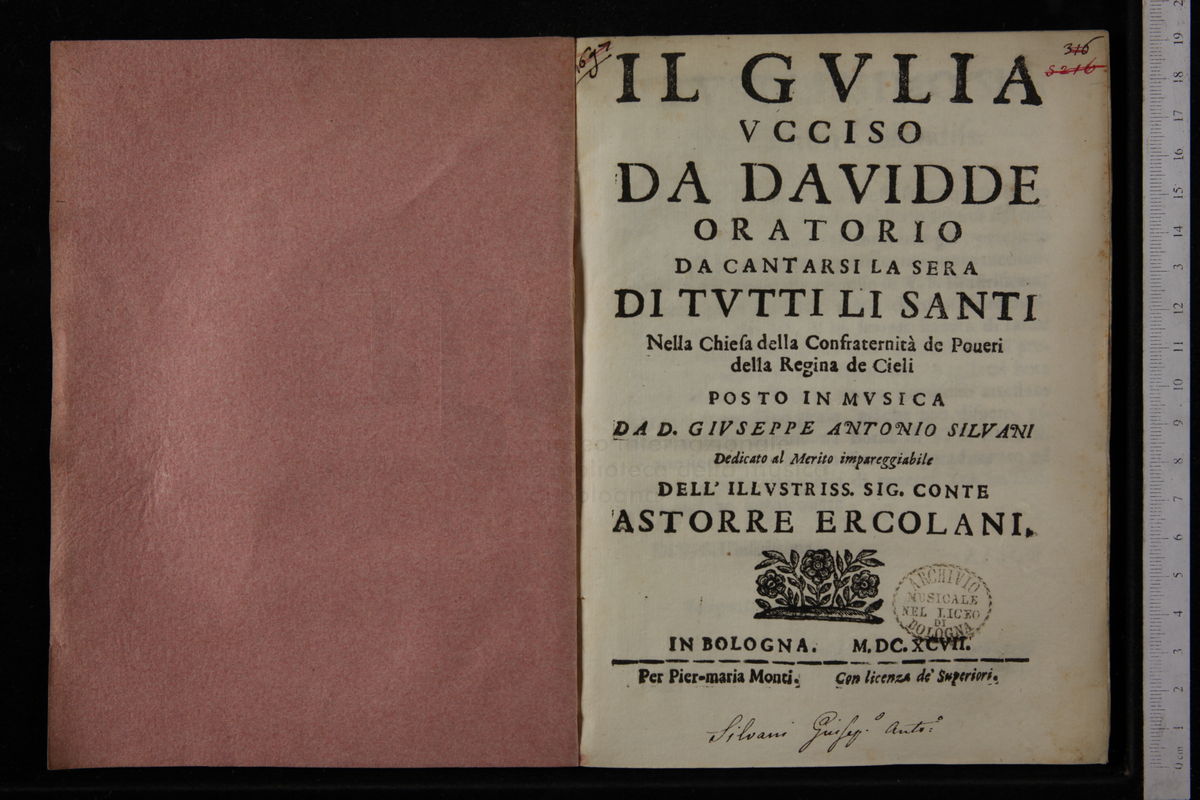 1697
316
5216
IL GVLIA
VCCISO
DA DAVIDDE
ORATORIO
DA CANTARSI LA SERA
DI TVTTI LI SANTI
Nella Chieſa della Confraternità de Poueri
della Regina de Cieli
POSTO IN MVSICA
DA D. GIVSEPPE ANTONIO SILVANI
Dedicato al Merito impareggiabile
DELL' ILLVSTRISS. SIG. CONTE
ASTORRE ERCOLANI.
ARCHIVIO
MUSICALE
NEL LICEO
DI
BOLOGNA
IN BOLOGNA. M.DC.XCVII.
Per Pier-maria Monti. Con licenza de' Superiori.
Silvani Giusep.e Ant.o